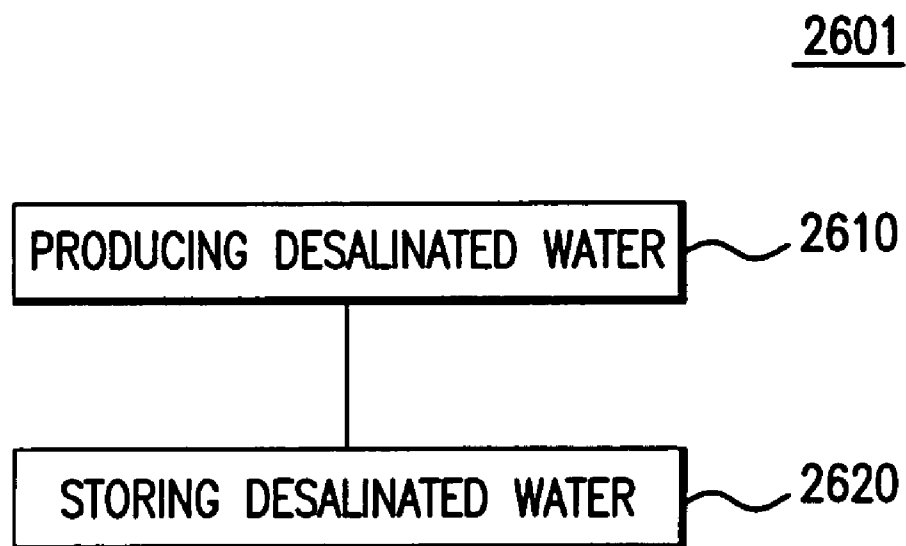 2601
PRODUCING DESALINATED WATER 2610
STORING DESALINATED WATER 2620